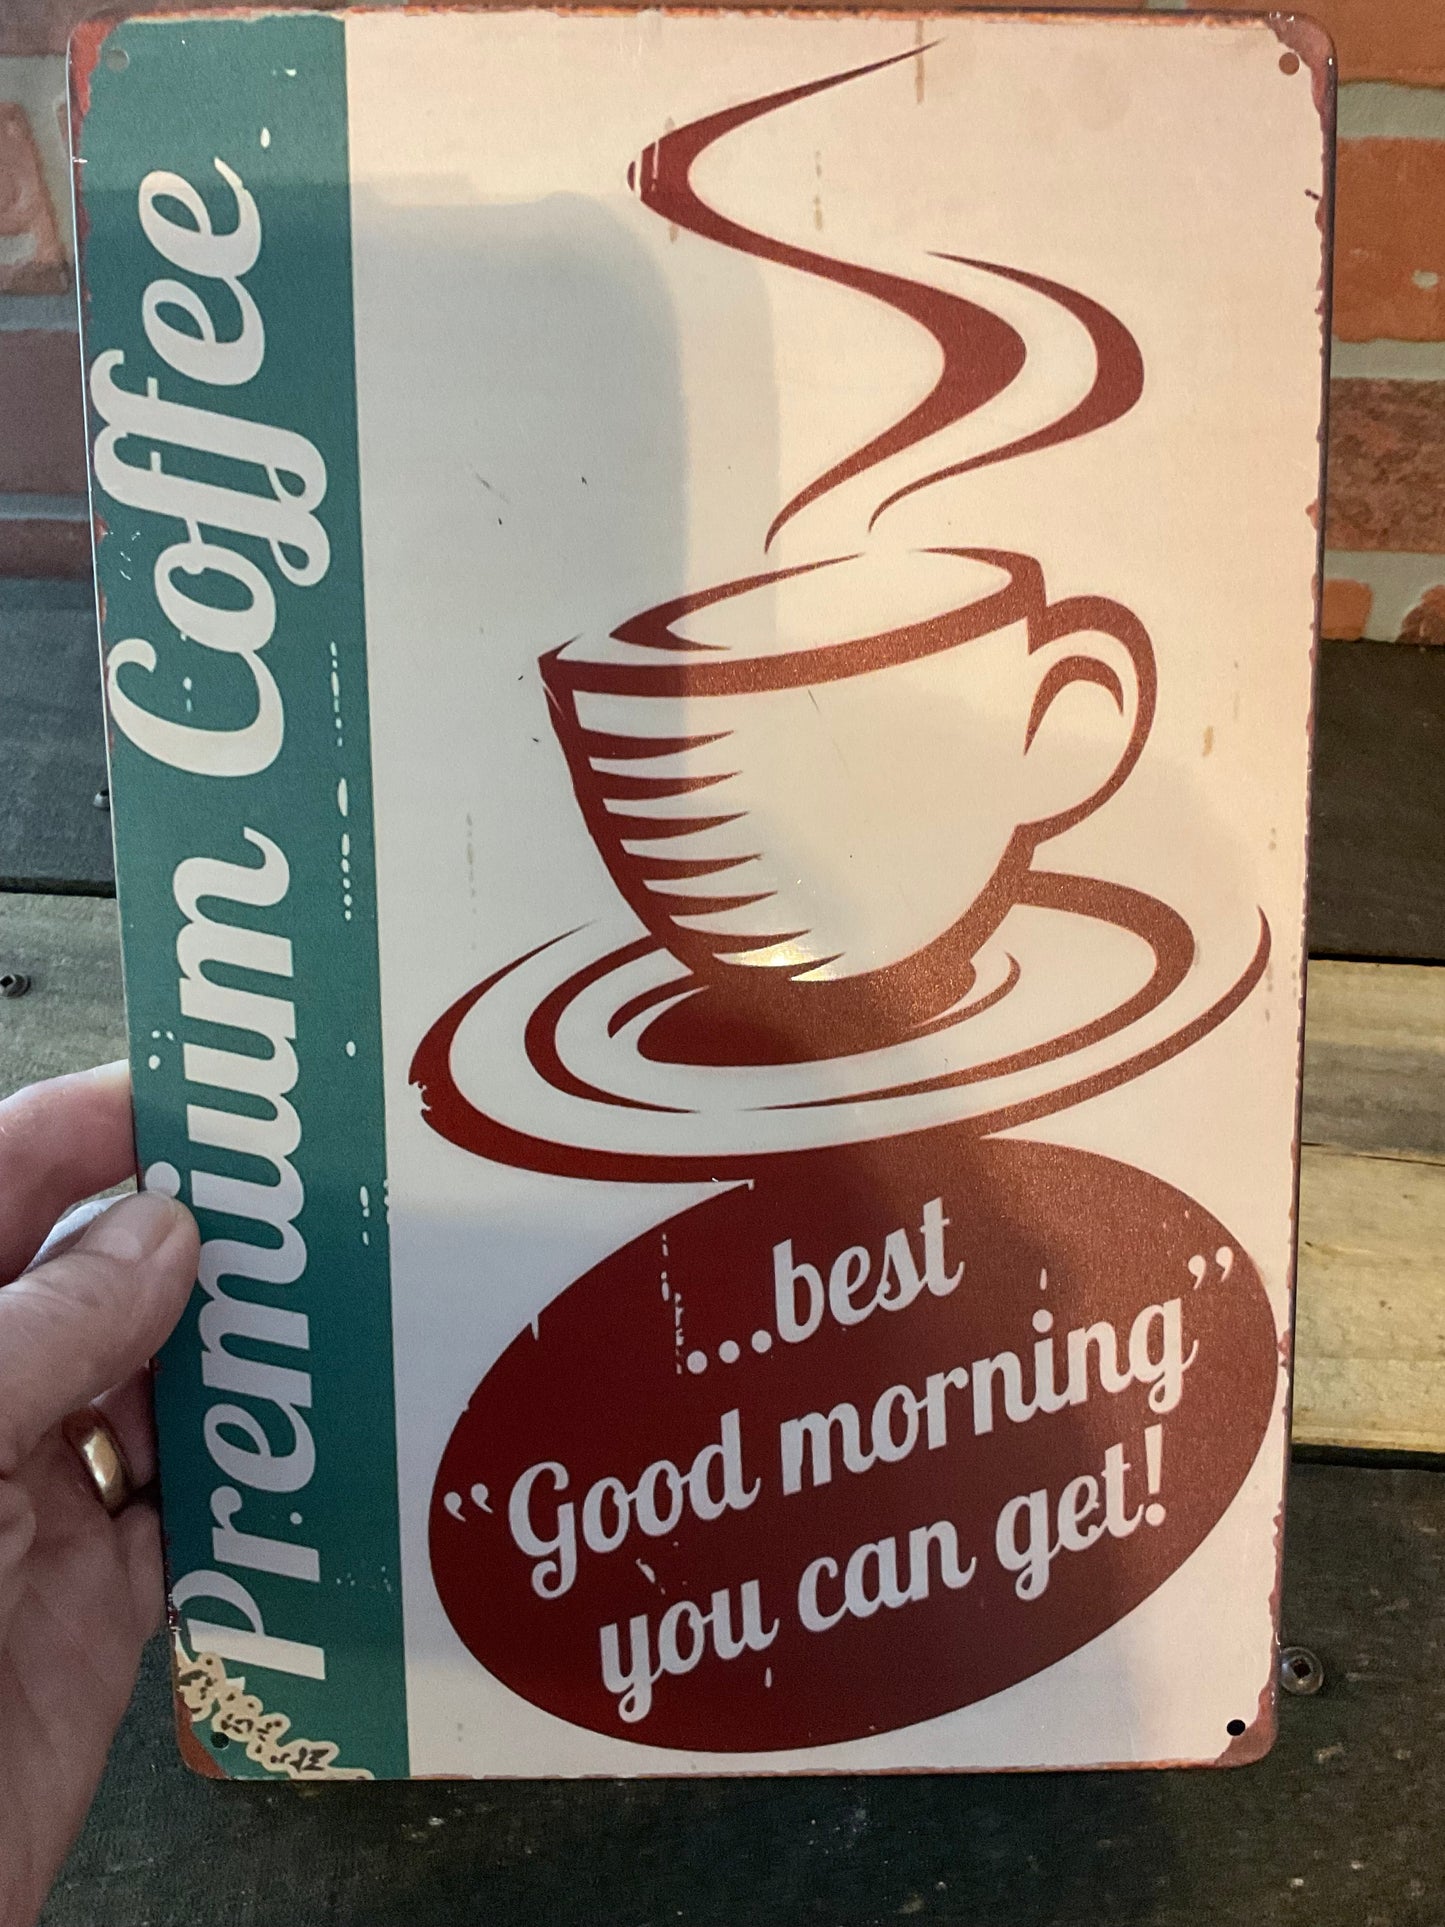 Premium Coffee
...best
“Good morning”
you can get!